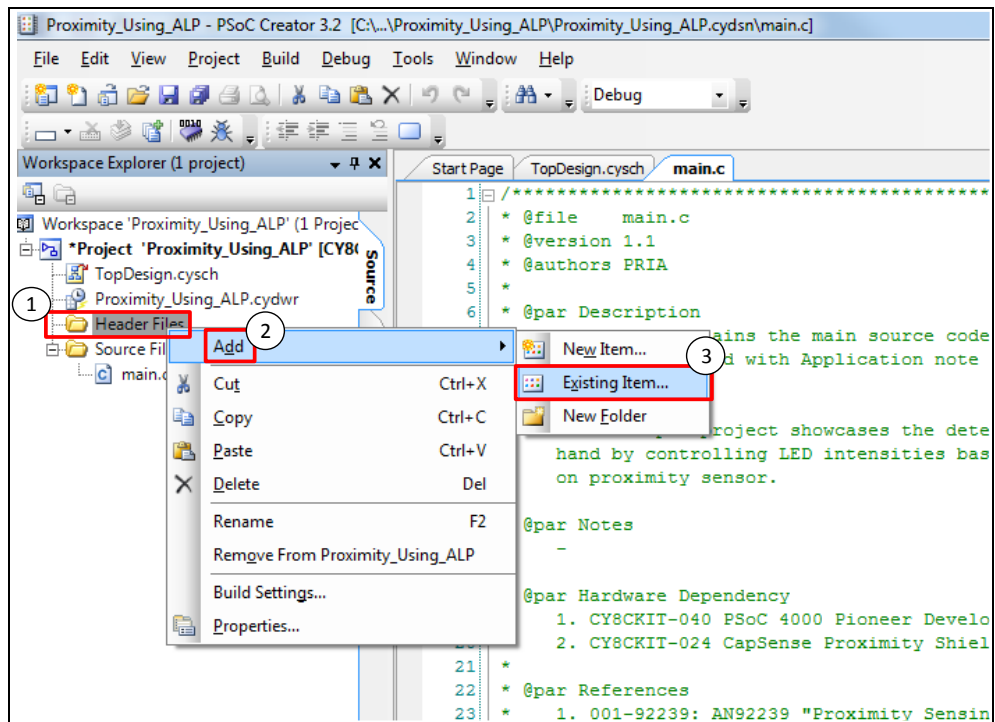 Proximity_Using_ALP - PSoC Creator 3.2 [C:\...\Proximity_Using_ALP\Proximity_Using_ALP.cydsn\main.c]
File Edit View Project Build Debug Tools Window Help
Debug
Workspace Explorer (1 project)
Start Page TopDesign.cysch main.c
Workspace 'Proximity_Using_ALP' (1 Projec
*Project 'Proximity_Using_ALP' [CY8C
TopDesign.cysch
Proximity_Using_ALP.cydwr
Header Files
Source Fil
main.c
Source
1
2
3
Add
Cut Ctrl+X
Copy Ctrl+C
Paste Ctrl+V
Delete Del
Rename F2
Remove From Proximity_Using_ALP
Build Settings...
Properties...
New Item...
Existing Item...
New Folder
1 /*******************************************
2 * @file main.c
3 * @version 1.1
4 * @authors PRIA
5 *
6 * @par Description
ains the main source code
d with Application note
project showcases the dete
hand by controlling LED intensities bas
on proximity sensor.
@par Notes
-
@par Hardware Dependency
1. CY8CKIT-040 PSoC 4000 Pioneer Develo
2. CY8CKIT-024 CapSense Proximity Shiel
21 *
22 * @par References
23 * 1. 001-92239: AN92239 "Proximity Sensin